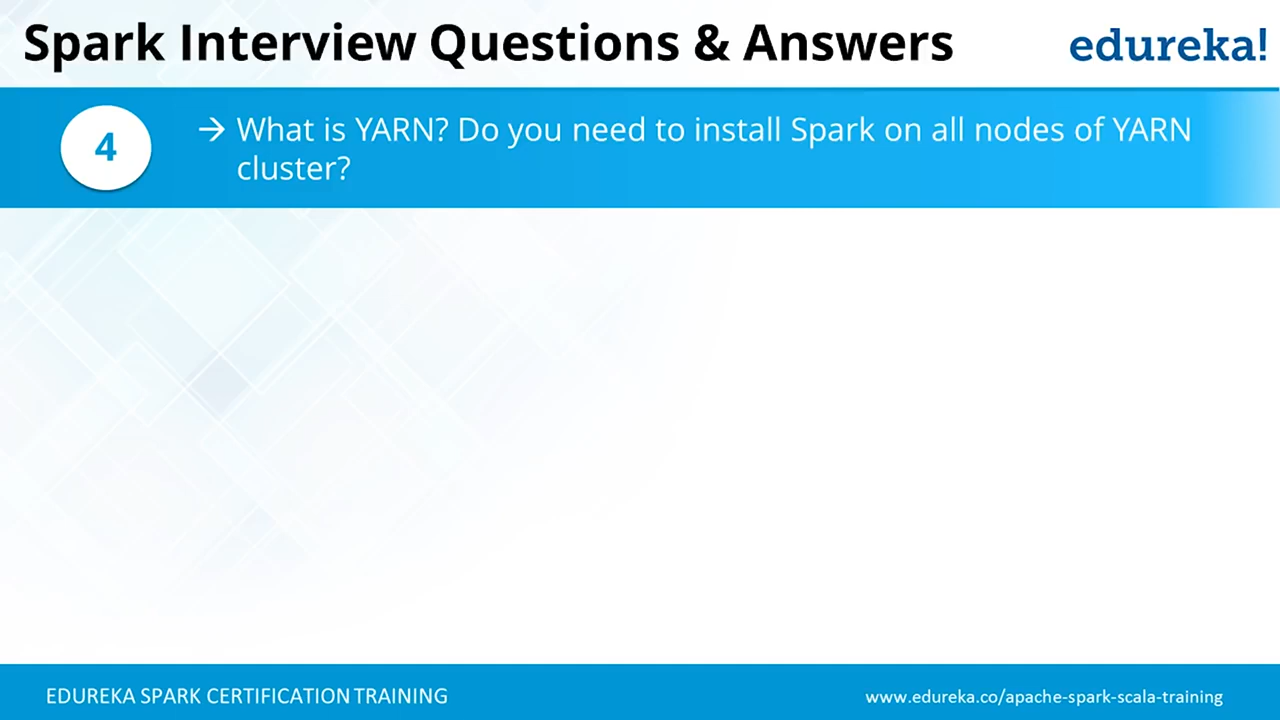 Spark Interview Questions & Answers
edureka!
4
→ What is YARN? Do you need to install Spark on all nodes of YARN
cluster?
EDUREKA SPARK CERTIFICATION TRAINING
www.edureka.co/apache-spark-scala-training